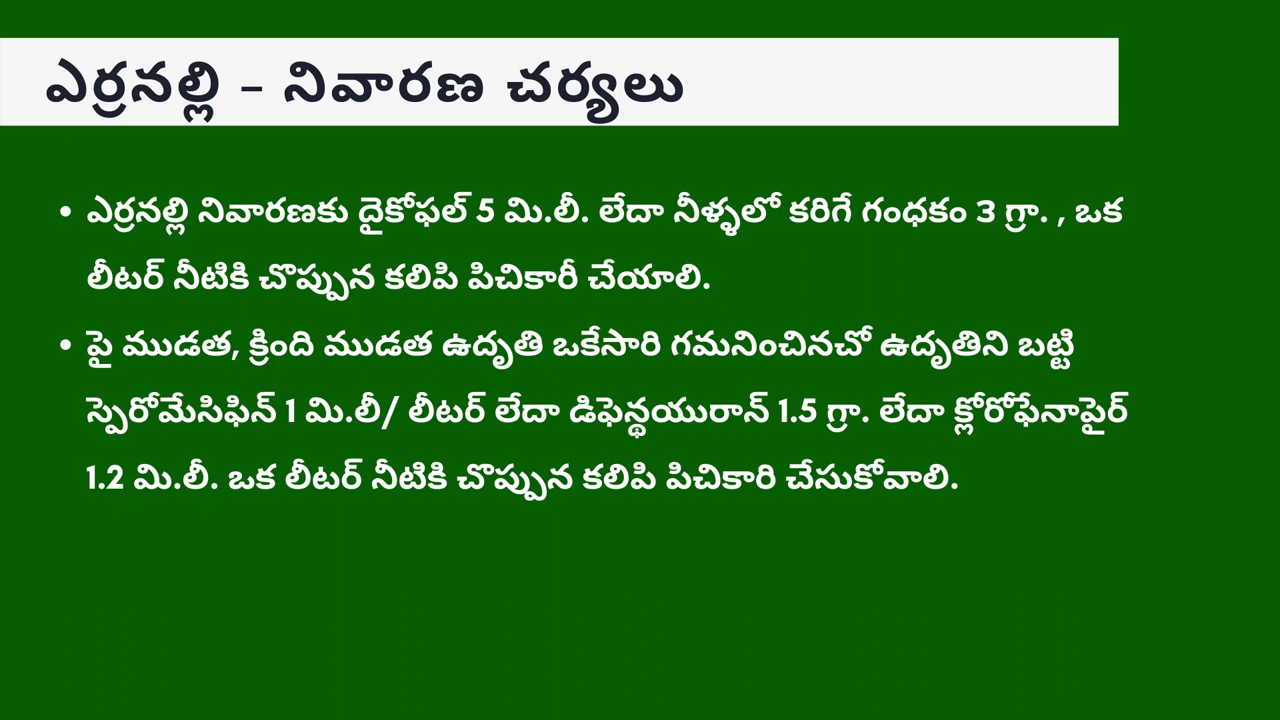 ఎర్రనల్లి – నివారణ చర్యలు
• ఎర్రనల్లి నివారణకు దైకోఫల్ 5 మి.లీ. లేదా నీళ్ళలో కరిగే గంధకం 3 గ్రా. , ఒక
లీటర్ నీటికి చొప్పున కలిపి పిచికారీ చేయాలి.
• పై ముడత, క్రింది ముడత ఉదృతి ఒకేసారి గమనించినచో ఉదృతిని బట్టి
స్పెరోమేసిఫిన్ 1 మి.లీ/ లీటర్ లేదా డిఫెన్థయురాన్ 1.5 గ్రా. లేదా క్లోరోఫేనాపైర్
1.2 మి.లీ. ఒక లీటర్ నీటికి చొప్పున కలిపి పిచికారి చేసుకోవాలి.